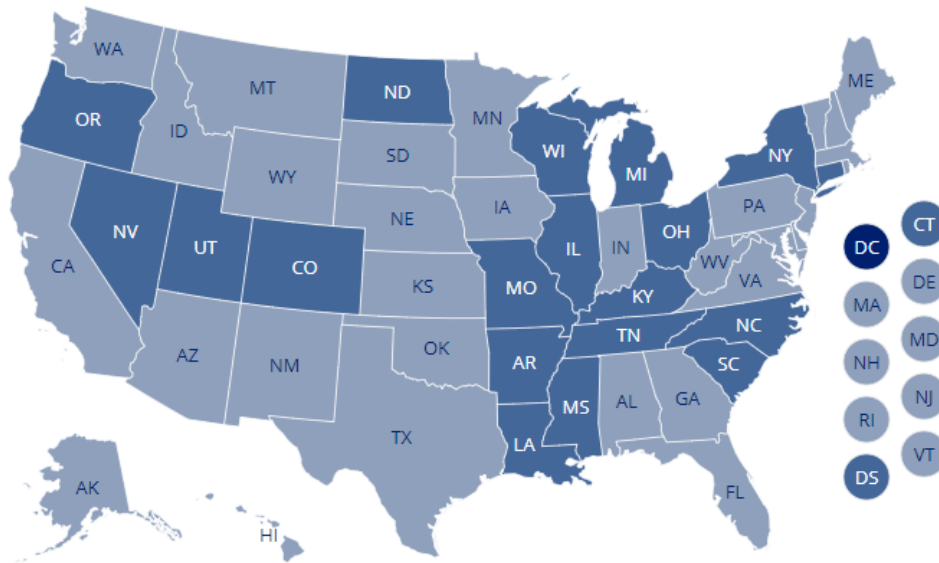 WA
MT
ND
MN
ME
OR
ID
SD
WI
NY
WY
MI
IA
PA
NE
NV
UT
CO
CA
IL
IN
OH
WV
VA
KS
MO
KY
AZ
NM
OK
AR
TN
NC
SC
MS
AL
GA
TX
LA
FL
AK
HI
DC
CT
MA
DE
NH
MD
RI
NJ
DS
VT